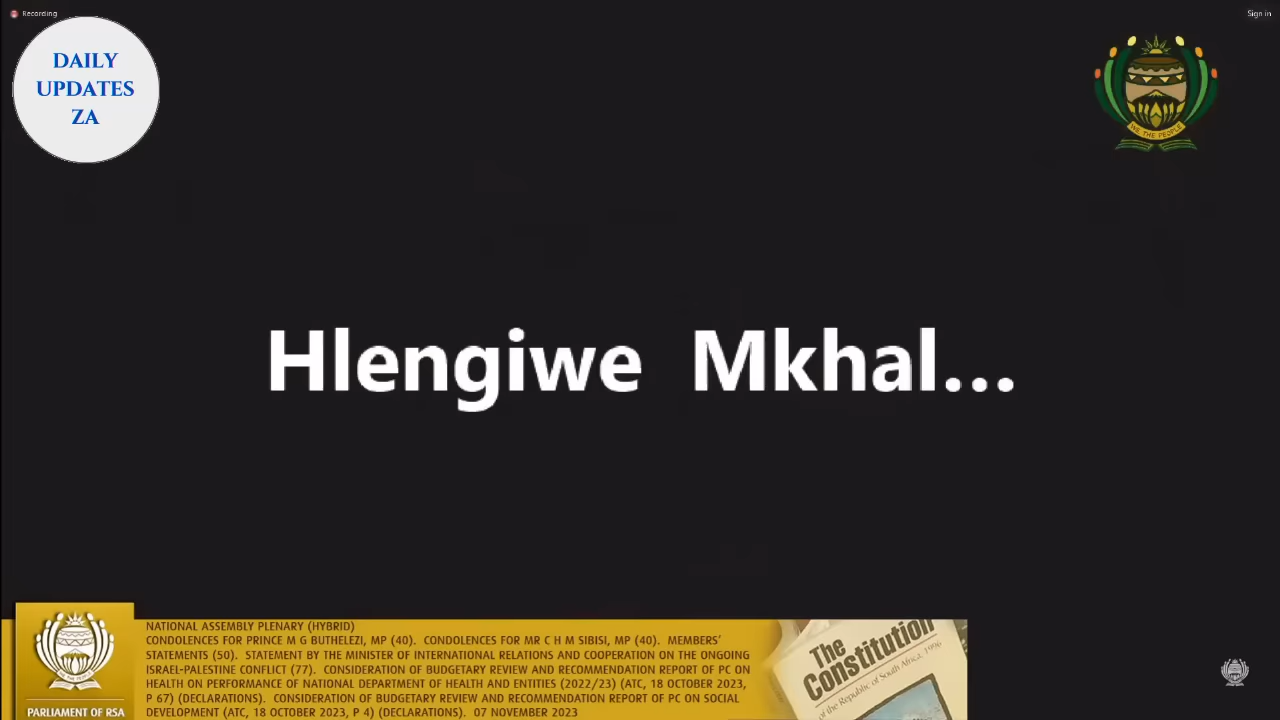 Recording
Sign in
DAILY
UPDATES
ZA
WE THE PEOPLE
Hlengiwe Mkhal...
NATIONAL ASSEMBLY PLENARY (HYBRID)
CONDOLENCES FOR PRINCE M G BUTHELEZI, MP (40). CONDOLENCES FOR MR C H M SIBISI, MP (40). MEMBERS'
STATEMENTS (50). STATEMENT BY THE MINISTER OF INTERNATIONAL RELATIONS AND COOPERATION ON THE ONGOING
ISRAEL-PALESTINE CONFLICT (77). CONSIDERATION OF BUDGETARY REVIEW AND RECOMMENDATION REPORT OF PC ON
HEALTH ON PERFORMANCE OF NATIONAL DEPARTMENT OF HEALTH AND ENTITIES (2022/23) (ATC, 18 OCTOBER 2023,
P 67) (DECLARATIONS). CONSIDERATION OF BUDGETARY REVIEW AND RECOMMENDATION REPORT OF PC ON SOCIAL
DEVELOPMENT (ATC, 18 OCTOBER 2023, P 4) (DECLARATIONS). 07 NOVEMBER 2023
PARLIAMENT OF RSA
The
Constitution
of the Republic of South Africa, 1996